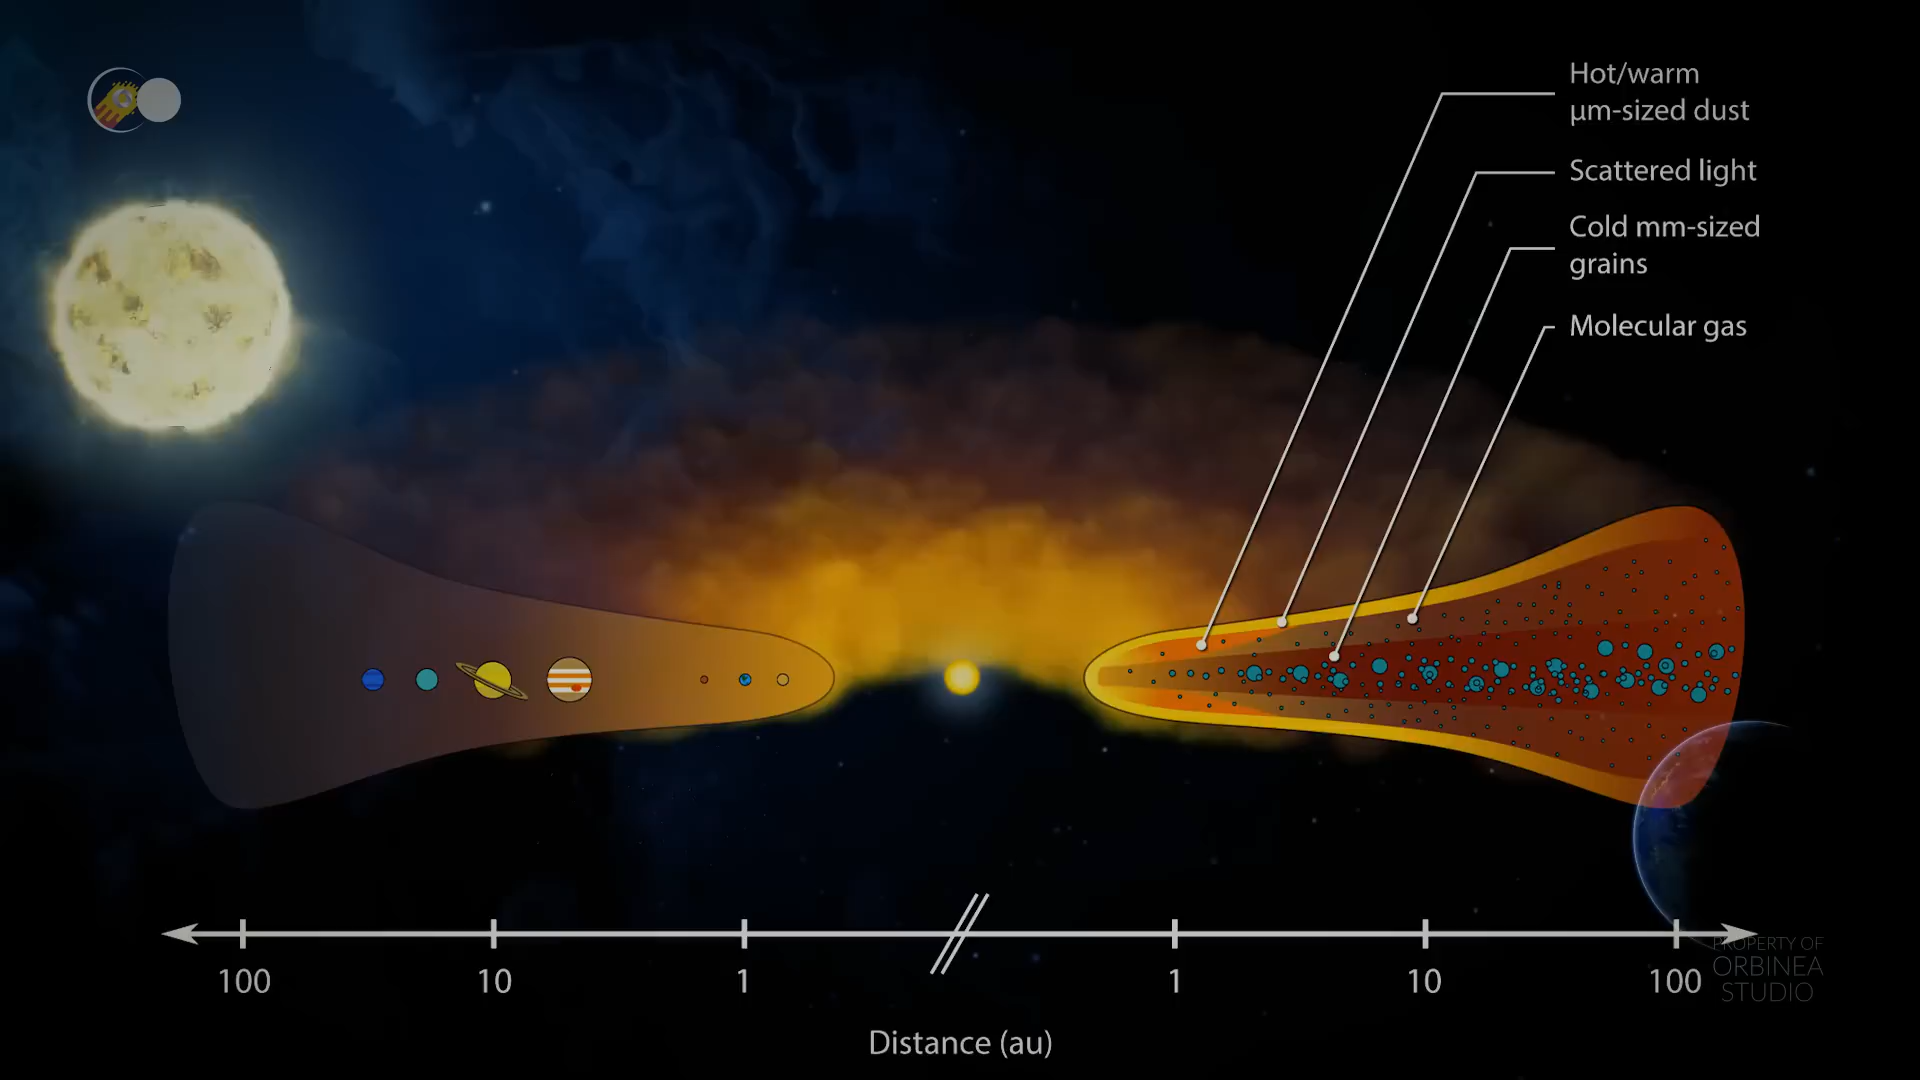 Hot/warm
µm-sized dust
Scattered light
Cold mm-sized
grains
Molecular gas
100
10
1
1
10
100
Distance (au)
PROPERTY OF
ORBINEA
STUDIO